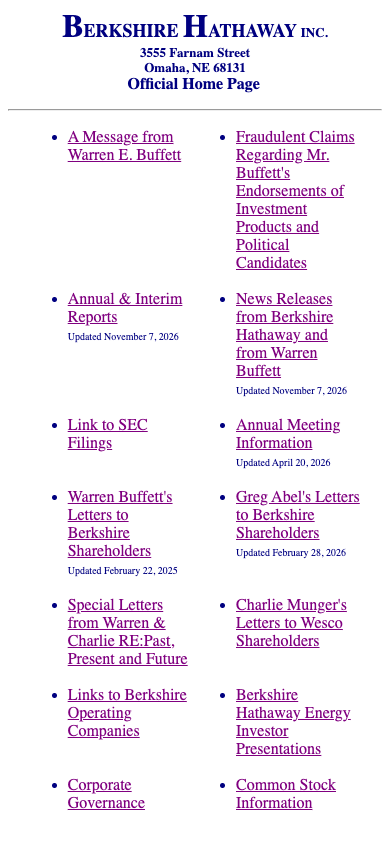 BERKSHIRE HATHAWAY INC.
3555 Farnam Street
Omaha, NE 68131
Official Home Page
A Message from
Warren E. Buffett
Fraudulent Claims
Regarding Mr.
Buffett's
Endorsements of
Investment
Products and
Political
Candidates
Annual & Interim
Reports
Updated November 7, 2026
News Releases
from Berkshire
Hathaway and
from Warren
Buffett
Updated November 7, 2026
Link to SEC
Filings
Annual Meeting
Information
Updated April 20, 2026
Warren Buffett's
Letters to
Berkshire
Shareholders
Updated February 22, 2025
Greg Abel's Letters
to Berkshire
Shareholders
Updated February 28, 2026
Special Letters
from Warren &
Charlie RE:Past,
Present and Future
Charlie Munger's
Letters to Wesco
Shareholders
Links to Berkshire
Operating
Companies
Berkshire
Hathaway Energy
Investor
Presentations
Corporate
Governance
Common Stock
Information